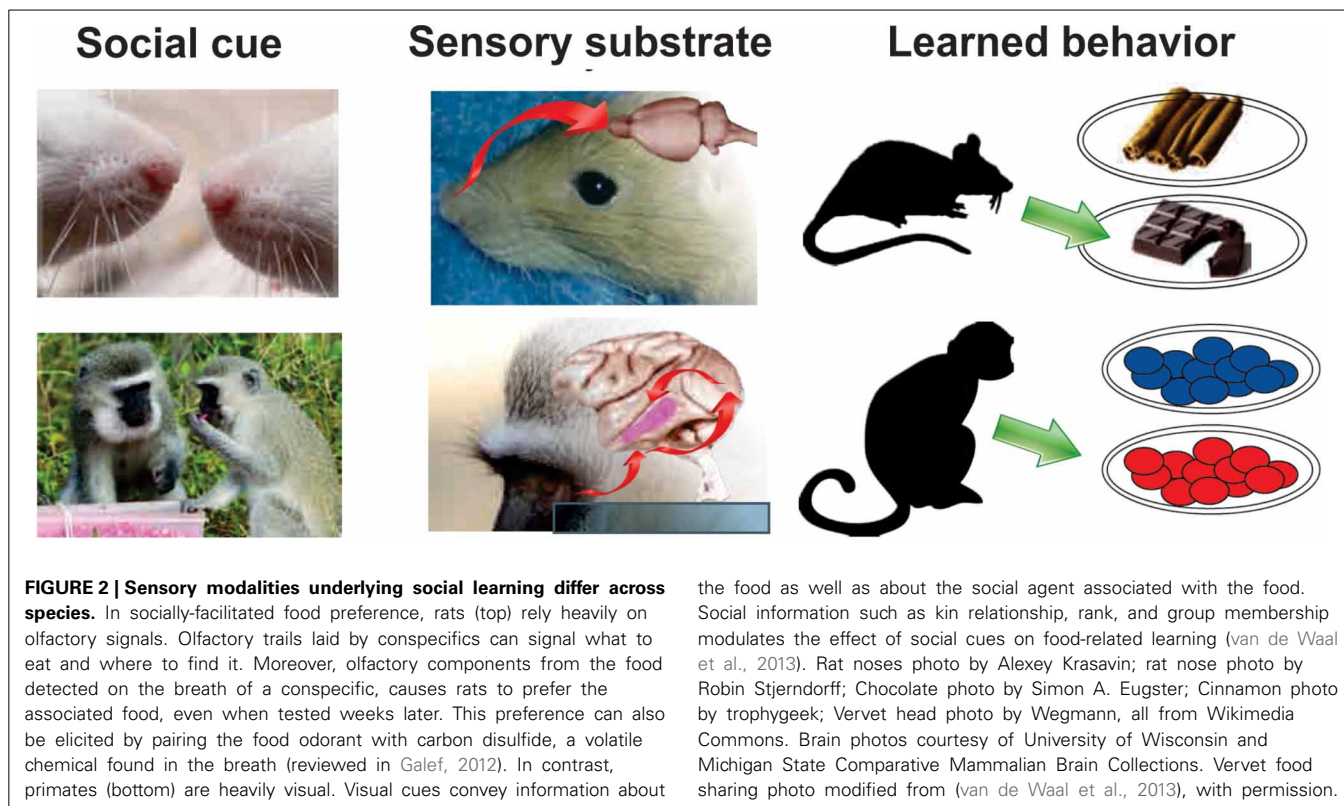 Social cue
Sensory substrate
Learned behavior
FIGURE 2 | Sensory modalities underlying social learning differ across
species. In socially-facilitated food preference, rats (top) rely heavily on
olfactory signals. Olfactory trails laid by conspecifics can signal what to
eat and where to find it. Moreover, olfactory components from the food
detected on the breath of a conspecific, causes rats to prefer the
associated food, even when tested weeks later. This preference can also
be elicited by pairing the food odorant with carbon disulfide, a volatile
chemical found in the breath (reviewed in Galef, 2012). In contrast,
primates (bottom) are heavily visual. Visual cues convey information about
the food as well as about the social agent associated with the food.
Social information such as kin relationship, rank, and group membership
modulates the effect of social cues on food-related learning (van de Waal
et al., 2013). Rat noses photo by Alexey Krasavin; rat nose photo by
Robin Stjerndorff; Chocolate photo by Simon A. Eugster; Cinnamon photo
by trophygeek; Vervet head photo by Wegmann, all from Wikimedia
Commons. Brain photos courtesy of University of Wisconsin and
Michigan State Comparative Mammalian Brain Collections. Vervet food
sharing photo modified from (van de Waal et al., 2013), with permission.